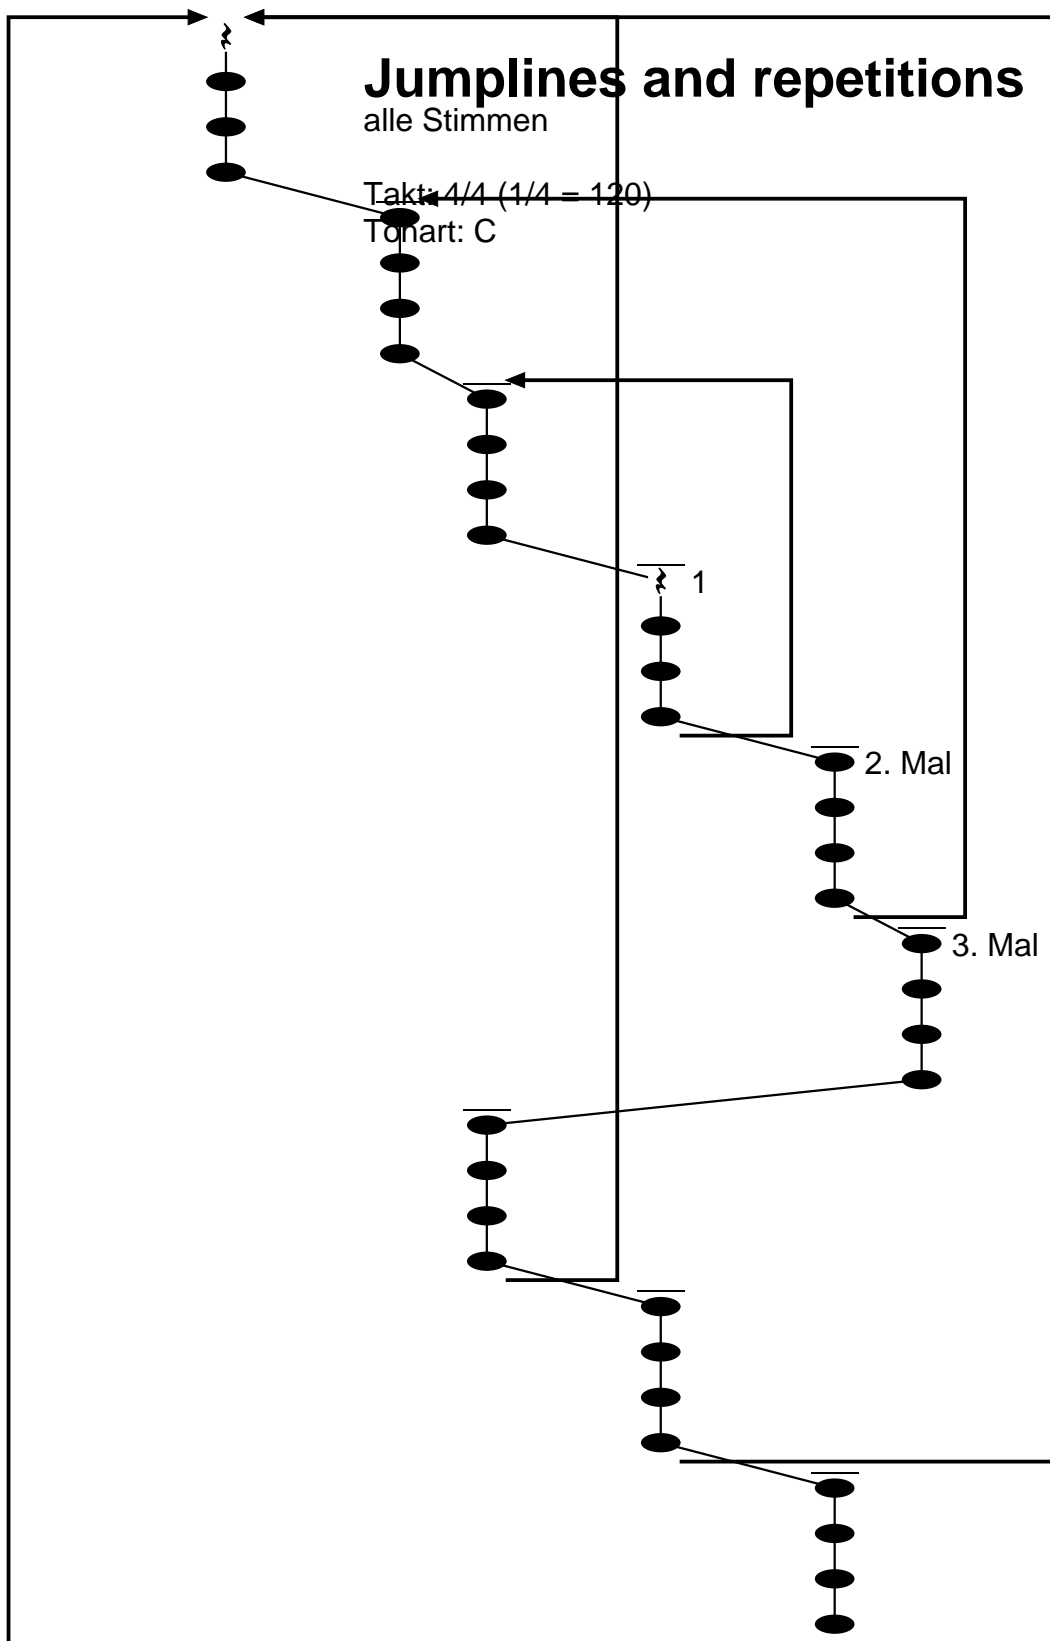 Jumplines and repetitions
alle Stimmen
Takt: 4/4 (1/4 = 120)
Tonart: C
1
2. Mal
3. Mal